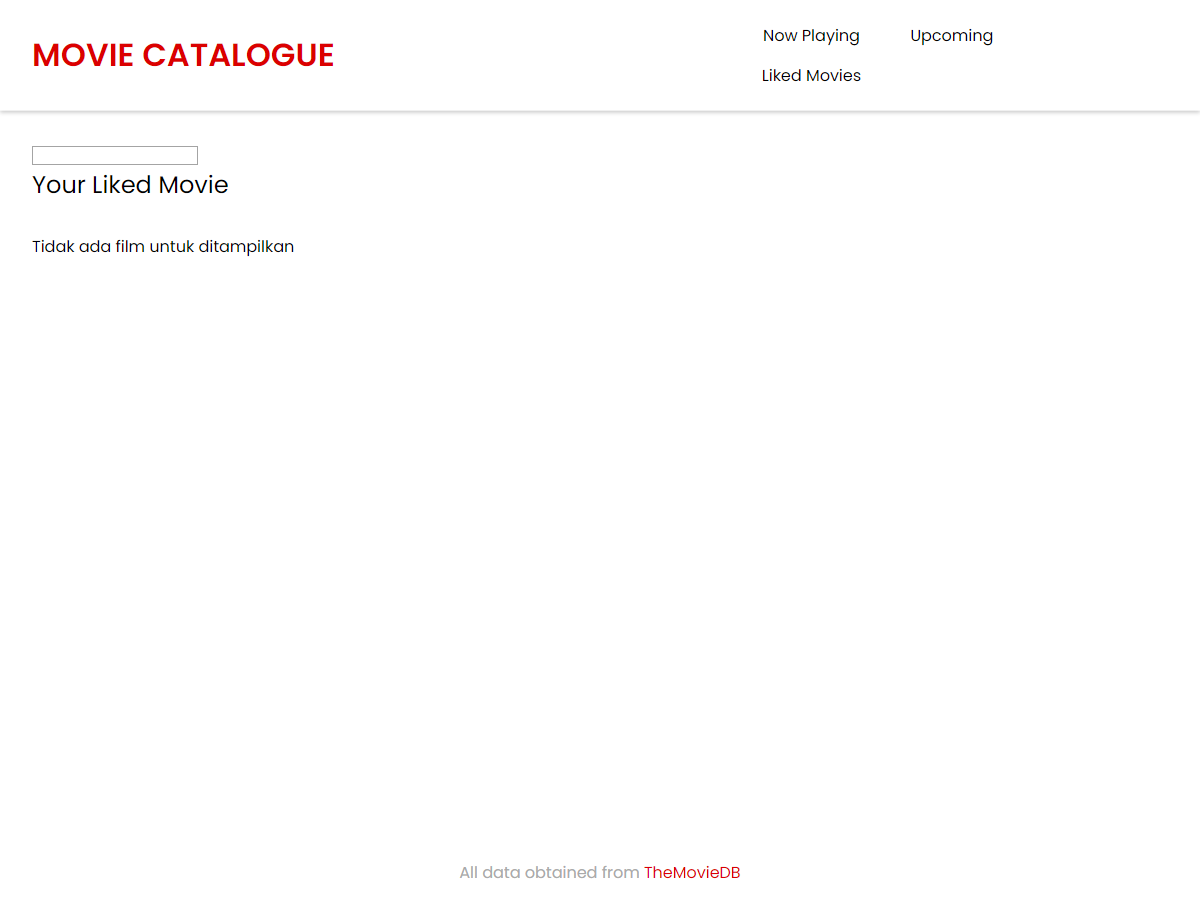 MOVIE CATALOGUE
Now Playing
Upcoming
Liked Movies
Your Liked Movie
Tidak ada film untuk ditampilkan
All data obtained from TheMovieDB